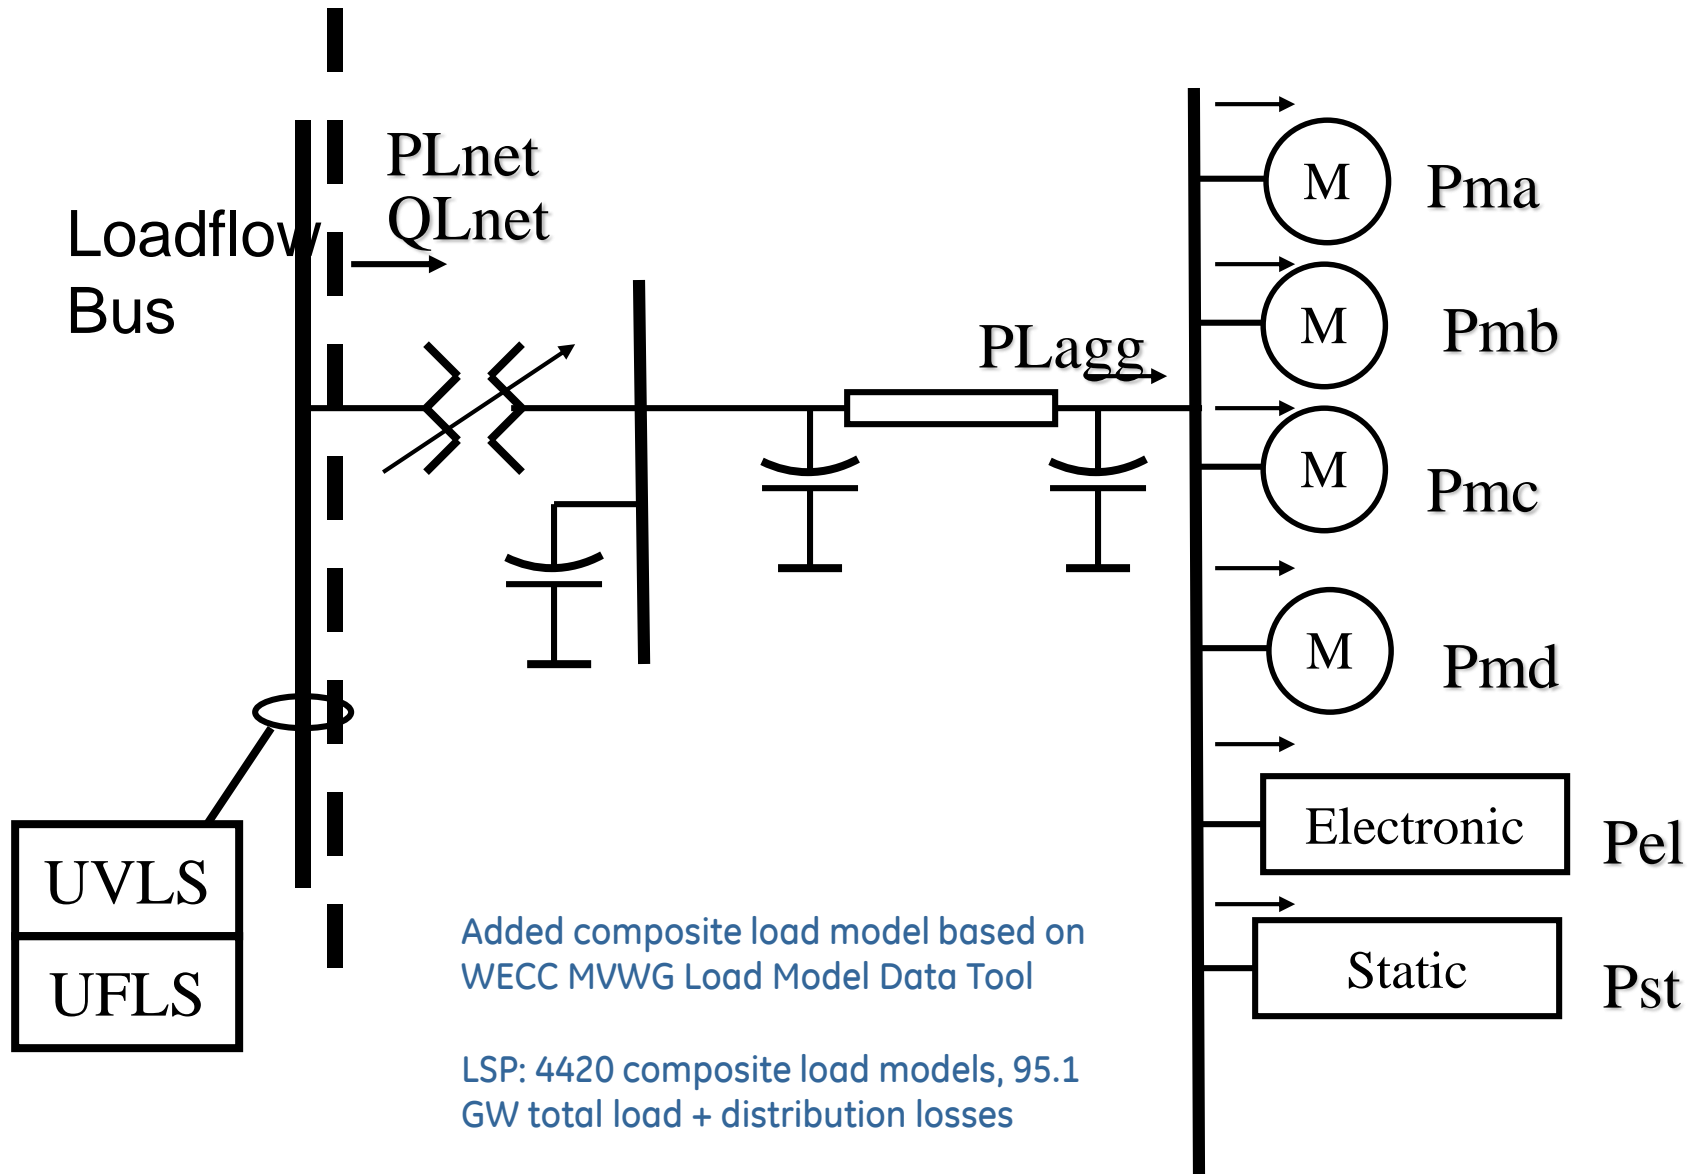 PLnet
QLnet
Loadflow
Bus
PLagg
M
Pma
M
Pmb
M
Pmc
M
Pmd
Electronic
Pel
Static
Pst
UVLS
UFLS
Added composite load model based on
WECC MVWG Load Model Data Tool
LSP: 4420 composite load models, 95.1
GW total load + distribution losses